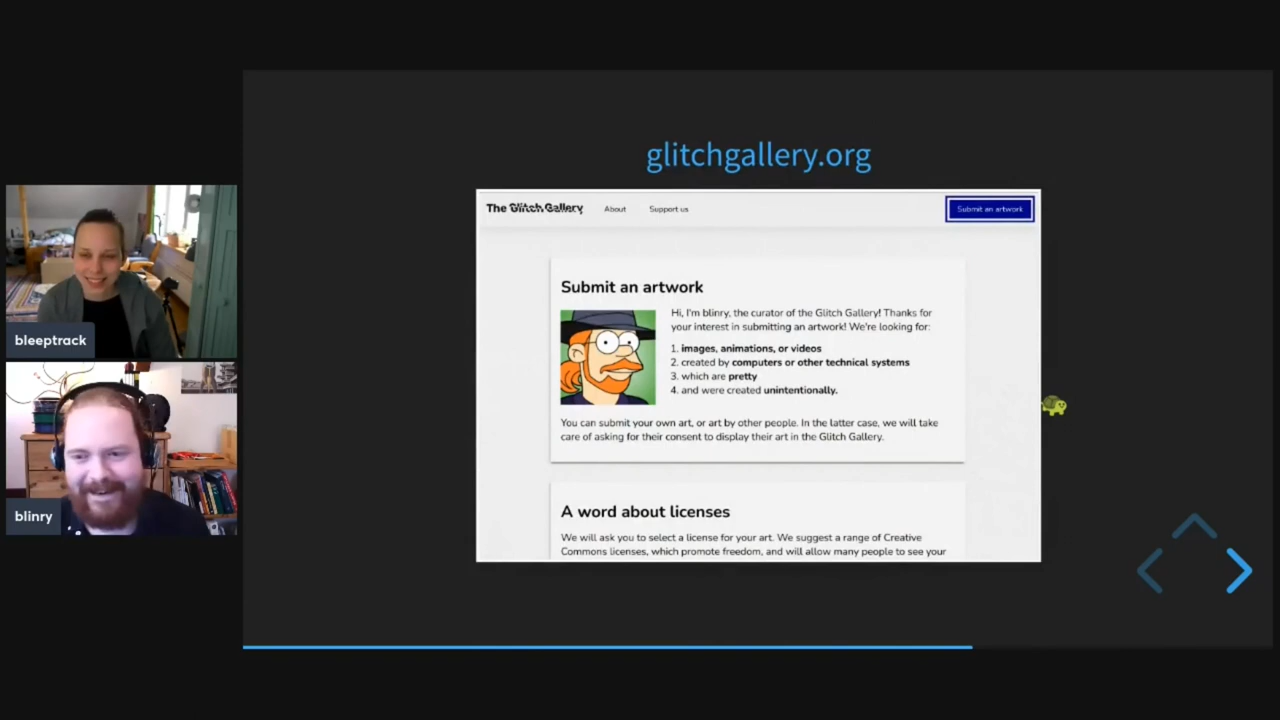 glitchgallery.org
The Glitch Gallery
About
Support us
Submit an artwork
Submit an artwork
Hi, I'm blinry, the curator of the Glitch Gallery! Thanks for
your interest in submitting an artwork! We're looking for:
1. images, animations, or videos
2. created by computers or other technical systems
3. which are pretty
4. and were created unintentionally.
You can submit your own art, or art by other people. In the latter case, we will take
care of asking for their consent to display their art in the Glitch Gallery.
A word about licenses
We will ask you to select a license for your art. We suggest a range of Creative
Commons licenses, which promote freedom, and will allow many people to see your
bleeptrack
blinry